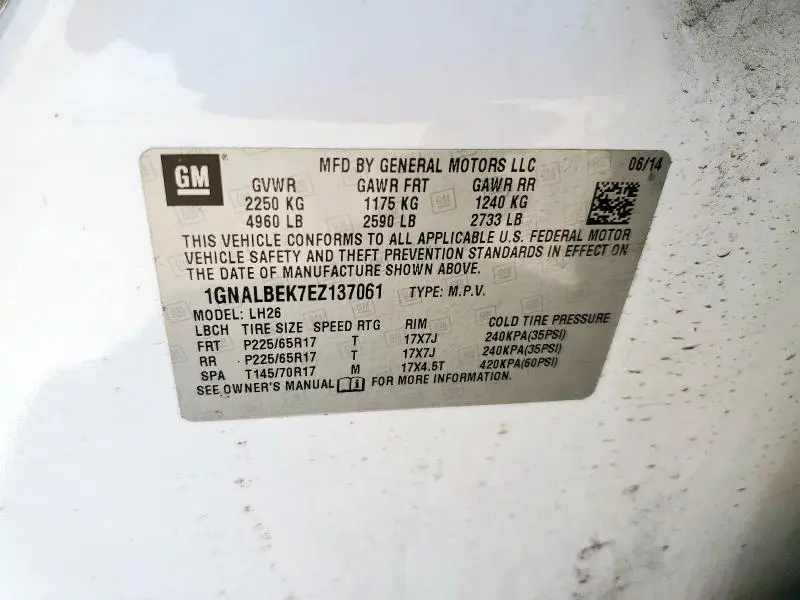 GM MFD BY GENERAL MOTORS LLC 06/14
GVWR GAWR FRT GAWR RR
2250 KG 1175 KG 1240 KG
4960 LB 2590 LB 2733 LB
THIS VEHICLE CONFORMS TO ALL APPLICABLE U.S. FEDERAL MOTOR
VEHICLE SAFETY AND THEFT PREVENTION STANDARDS IN EFFECT ON
THE DATE OF MANUFACTURE SHOWN ABOVE.
1GNALBEK7EZ137061 TYPE: M.P.V.
MODEL: LH26
LBCH TIRE SIZE SPEED RTG RIM COLD TIRE PRESSURE
FRT P225/65R17 T 17X7J 240KPA(35PSI)
RR P225/65R17 T 17X7J 240KPA(35PSI)
SPA T145/70R17 M 17X4.5T 420KPA(60PSI)
SEE OWNER'S MANUAL FOR MORE INFORMATION.